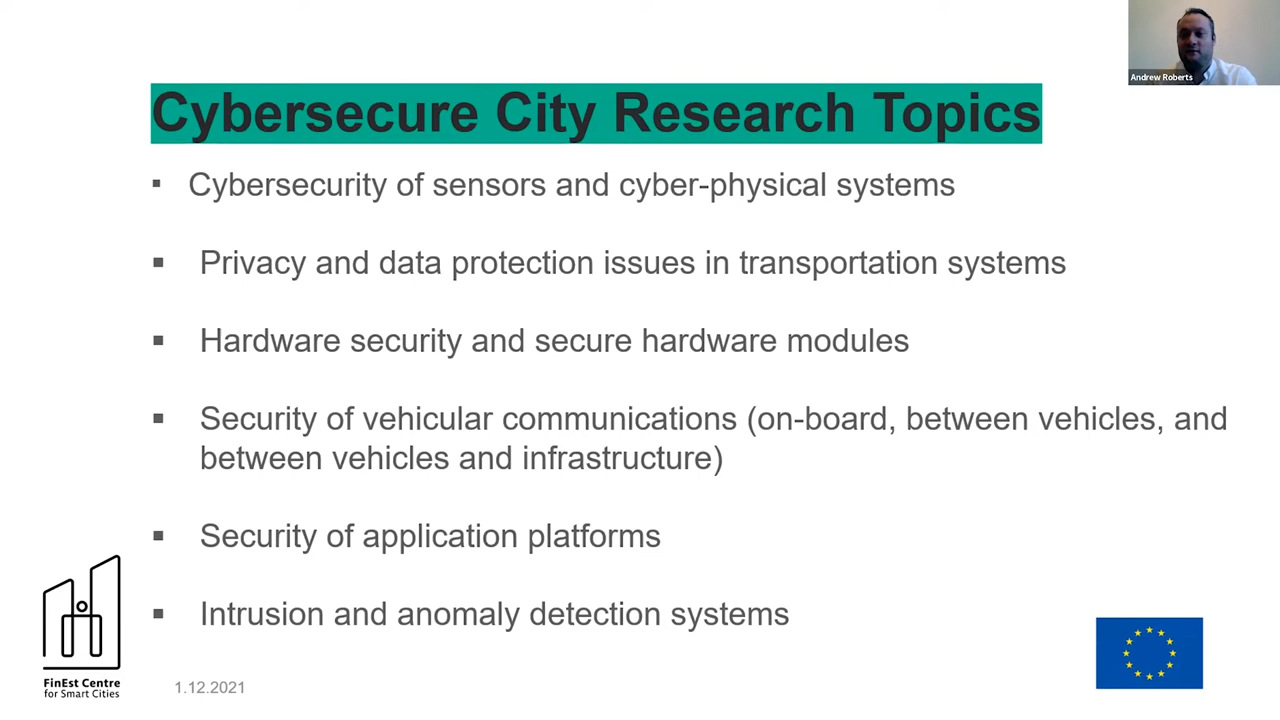 Andrew Roberts
Cybersecure City Research Topics
▪ Cybersecurity of sensors and cyber-physical systems
▪ Privacy and data protection issues in transportation systems
▪ Hardware security and secure hardware modules
▪ Security of vehicular communications (on-board, between vehicles, and
between vehicles and infrastructure)
▪ Security of application platforms
▪ Intrusion and anomaly detection systems
FinEst Centre
for Smart Cities
1.12.2021